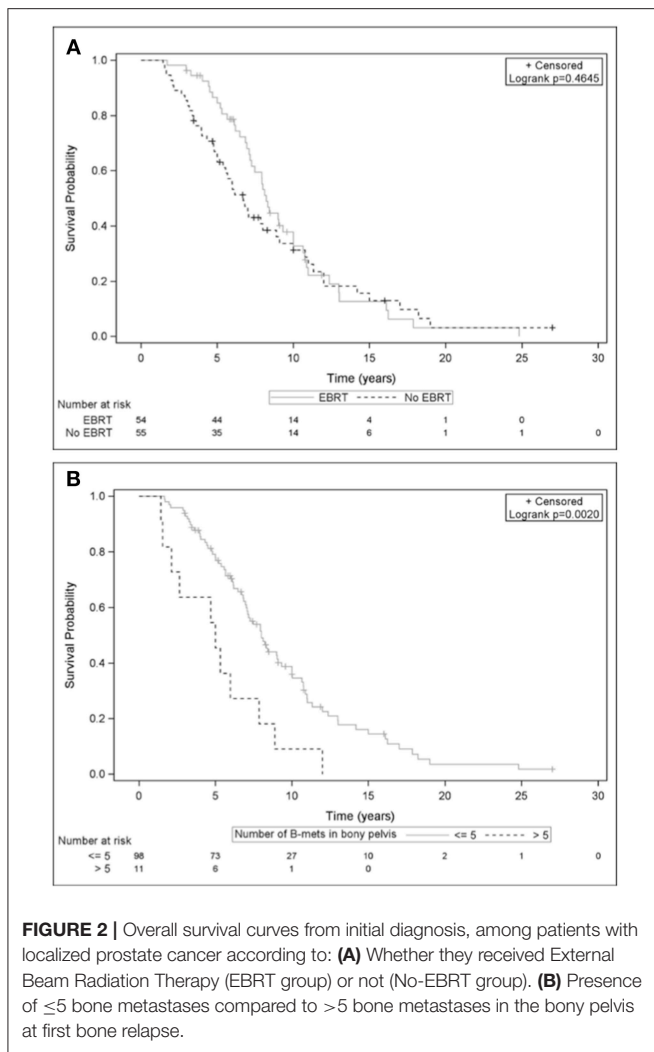 A
+ Censored
Logrank p=0.4645
1.0
0.8
0.6
0.4
0.2
0.0
Survival Probability
0 5 10 15 20 25 30
Time (years)
EBRT No EBRT
Number at risk
EBRT 54 44 14 4 1 0
No EBRT 55 35 14 6 1 1 0
B
+ Censored
Logrank p=0.0020
1.0
0.8
0.6
0.4
0.2
0.0
Survival Probability
0 5 10 15 20 25 30
Time (years)
Number of B-mets in bony pelvis <= 5 > 5
Number at risk
<= 5 98 73 27 10 2 1 0
> 5 11 6 1 0
FIGURE 2 | Overall survival curves from initial diagnosis, among patients with
localized prostate cancer according to: (A) Whether they received External
Beam Radiation Therapy (EBRT group) or not (No-EBRT group). (B) Presence
of ≤5 bone metastases compared to >5 bone metastases in the bony pelvis
at first bone relapse.